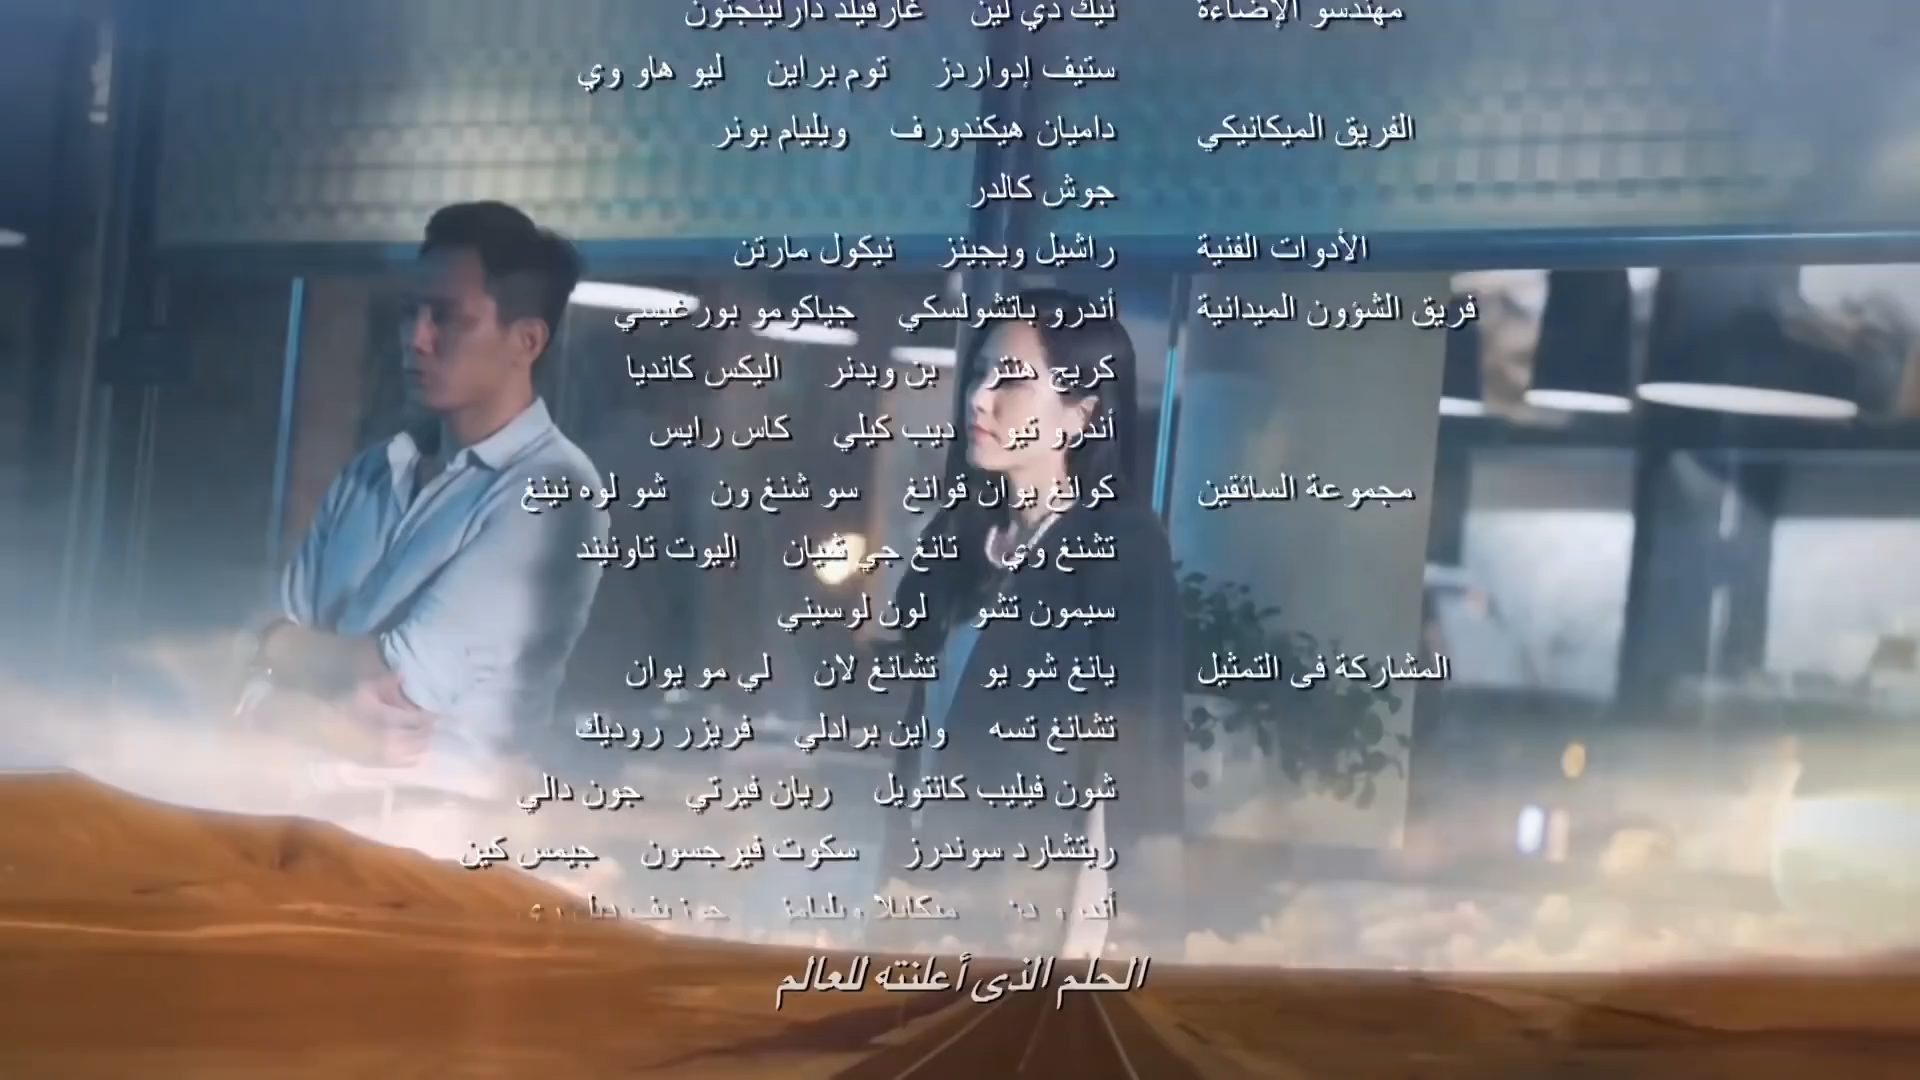 مهندسو الإضاءة نيك دي لين غارفيلد دارلينجتون
ستيف إدواردز توم براين ليو هاو وي
الفريق الميكانيكي داميان هيكندورف ويليام بونر
جوش كالدر
الأدوات الفنية راشيل ويجينز نيكول مارتن
فريق الشؤون الميدانية أندرو باتشولسكي جياكومو بورغيسي
كريج هنتر بن ويدنر اليكس كانديا
أندرو تيو ديب كيلي كاس رايس
مجموعة السائقين كوانغ يوان قوانغ سو شنغ ون شو لوه نينغ
تشنغ وي تانغ جي شيان إليوت تاونيند
سيمون تشو لون لوسيني
المشاركة فى التمثيل يانغ شو يو تشانغ لان لي مو يوان
تشانغ تسه واين برادلي فريزر روديك
شون فيليب كانتويل ريان فيرتي جون دالي
ريتشارد سوندرز سكوت فيرجسون جيمس كين
أندرو ميكايلا ويليامز جوزيف
الحلم الذى أعلنته للعالم